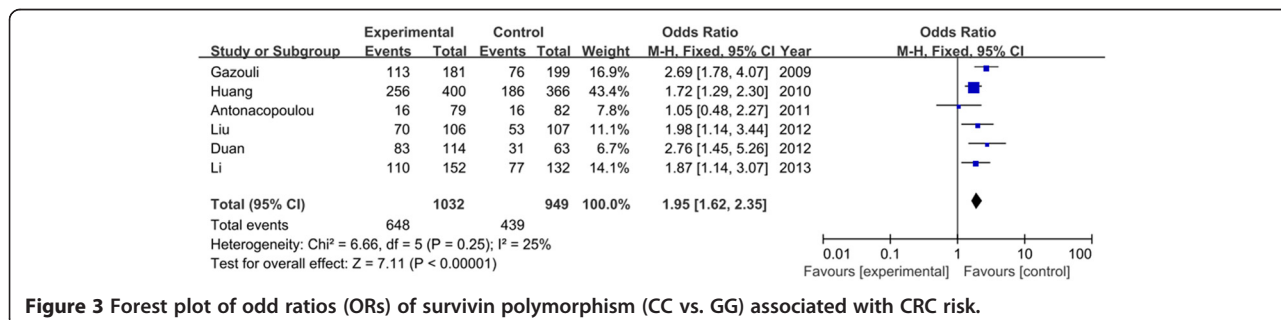 Experimental Control Odds Ratio Odds Ratio
Study or Subgroup Events Total Events Total Weight M-H, Fixed, 95% CI Year M-H, Fixed, 95% CI
Gazouli 113 181 76 199 16.9% 2.69 [1.78, 4.07] 2009
Huang 256 400 186 366 43.4% 1.72 [1.29, 2.30] 2010
Antonacopoulou 16 79 16 82 7.8% 1.05 [0.48, 2.27] 2011
Liu 70 106 53 107 11.1% 1.98 [1.14, 3.44] 2012
Duan 83 114 31 63 6.7% 2.76 [1.45, 5.26] 2012
Li 110 152 77 132 14.1% 1.87 [1.14, 3.07] 2013
Total (95% CI) 1032 949 100.0% 1.95 [1.62, 2.35]
Total events 648 439
Heterogeneity: Chi² = 6.66, df = 5 (P = 0.25); I² = 25%
Test for overall effect: Z = 7.11 (P < 0.00001)
0.01 0.1 1 10 100
Favours [experimental] Favours [control]
Figure 3 Forest plot of odd ratios (ORs) of survivin polymorphism (CC vs. GG) associated with CRC risk.